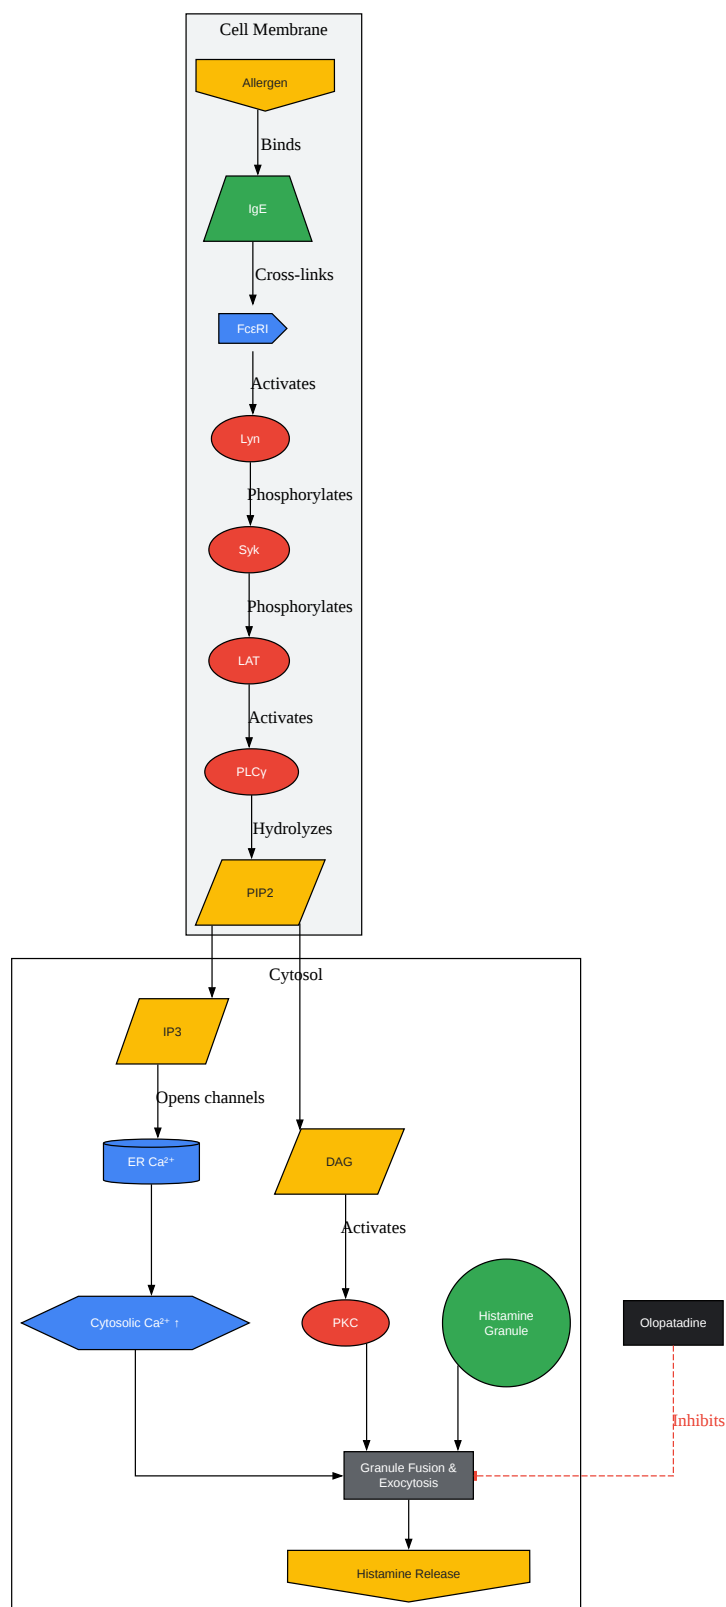 Cell Membrane
Allergen
Binds
IgE
Cross-links
FcεRI
Activates
Lyn
Phosphorylates
Syk
Phosphorylates
LAT
Activates
PLCγ
Hydrolyzes
PIP2
Cytosol
IP3
Opens channels
ER Ca²⁺
DAG
Activates
Cytosolic Ca²⁺ ↑
PKC
Histamine
Granule
Olopatadine
Inhibits
Granule Fusion &
Exocytosis
Histamine Release